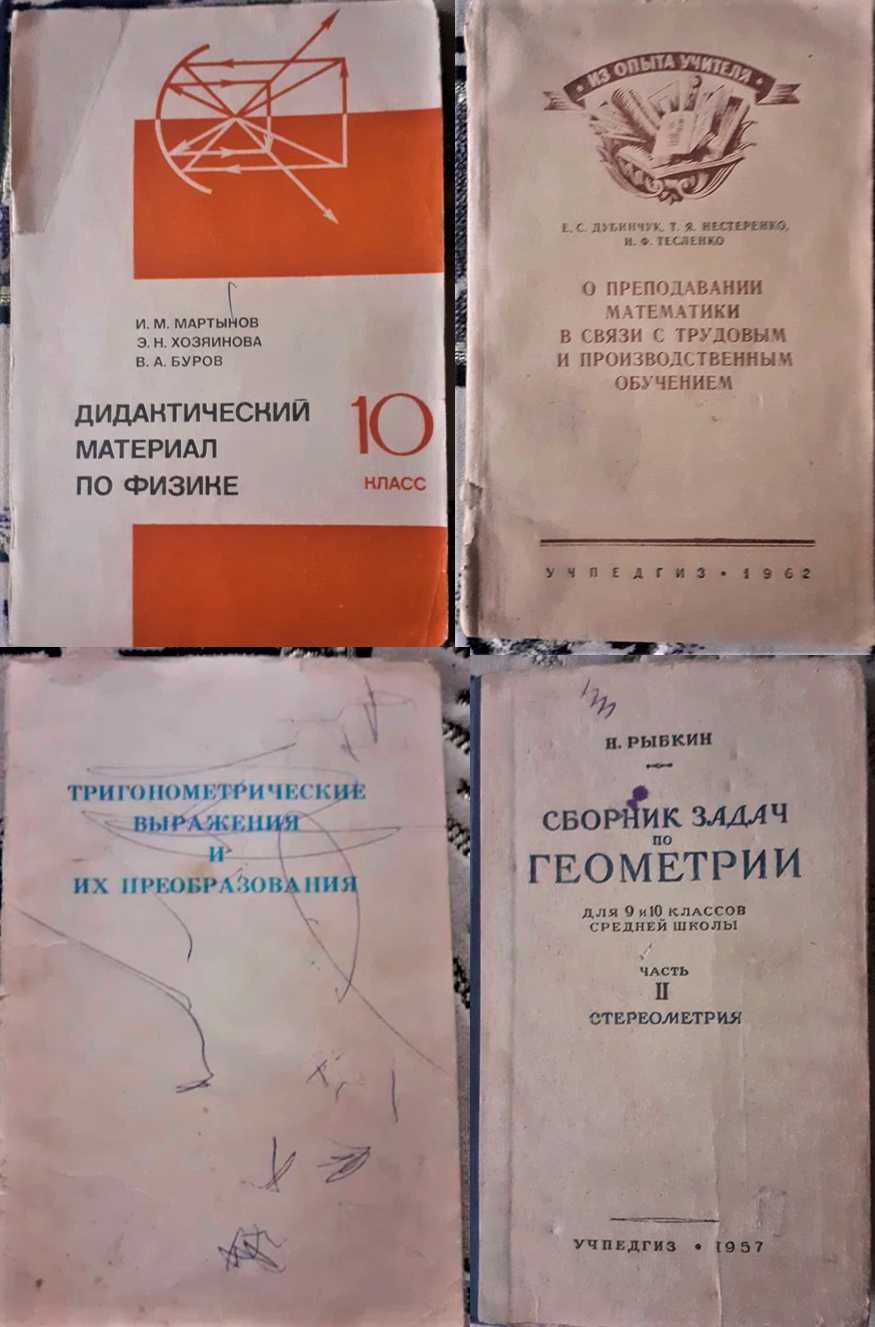 И. М. МАРТЫНОВ
Э. Н. ХОЗЯИНОВА
В. А. БУРОВ
ДИДАКТИЧЕСКИЙ
МАТЕРИАЛ
ПО ФИЗИКЕ
10
КЛАСС
• ИЗ ОПЫТА УЧИТЕЛЯ •
Е. С. ДУБИНЧУК, Т. Я. НЕСТЕРЕНКО,
И. Ф. ТЕСЛЕНКО
О ПРЕПОДАВАНИИ
МАТЕМАТИКИ
В СВЯЗИ С ТРУДОВЫМ
И ПРОИЗВОДСТВЕННЫМ
ОБУЧЕНИЕМ
УЧПЕДГИЗ • 1962
ТРИГОНОМЕТРИЧЕСКИЕ
ВЫРАЖЕНИЯ
И
ИХ ПРЕОБРАЗОВАНИЯ
Н. РЫБКИН
СБОРНИК ЗАДАЧ
ПО
ГЕОМЕТРИИ
ДЛЯ 9 и 10 КЛАССОВ
СРЕДНЕЙ ШКОЛЫ
ЧАСТЬ
II
СТЕРЕОМЕТРИЯ
УЧПЕДГИЗ • 1957